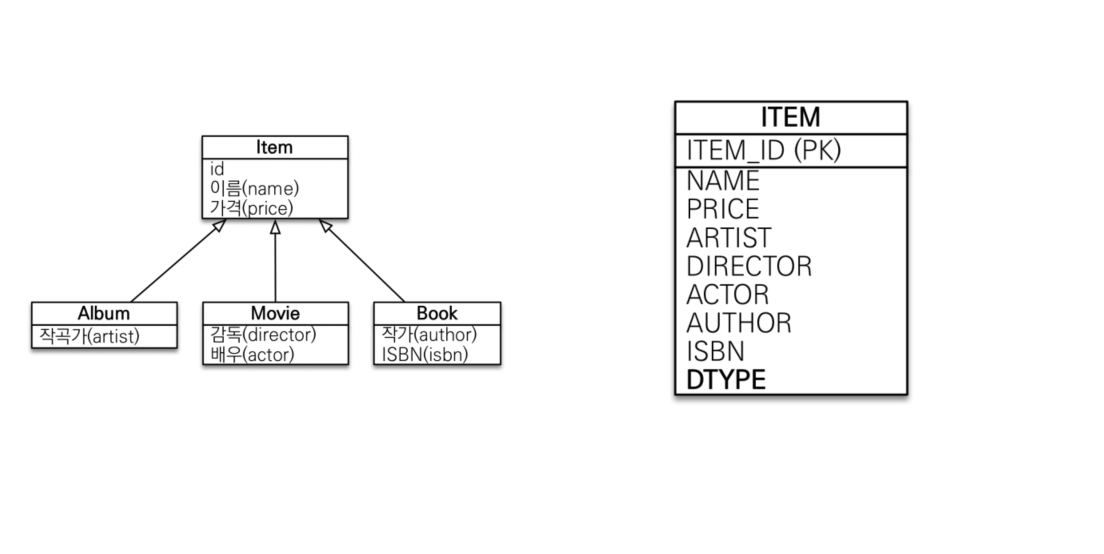 Item
id
이름(name)
가격(price)
Album
작곡가(artist)
Movie
감독(director)
배우(actor)
Book
작가(author)
ISBN(isbn)
ITEM
ITEM_ID (PK)
NAME
PRICE
ARTIST
DIRECTOR
ACTOR
AUTHOR
ISBN
DTYPE